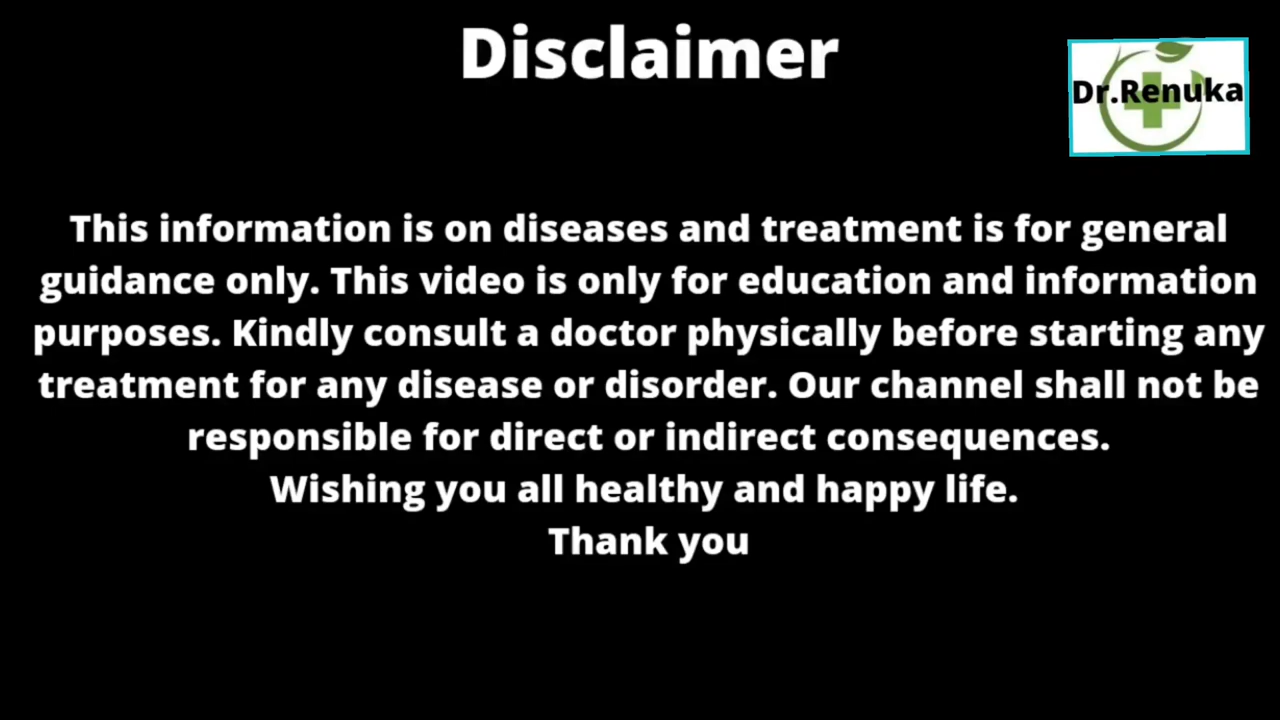 Disclaimer
Dr.Renuka
This information is on diseases and treatment is for general
guidance only. This video is only for education and information
purposes. Kindly consult a doctor physically before starting any
treatment for any disease or disorder. Our channel shall not be
responsible for direct or indirect consequences.
Wishing you all healthy and happy life.
Thank you